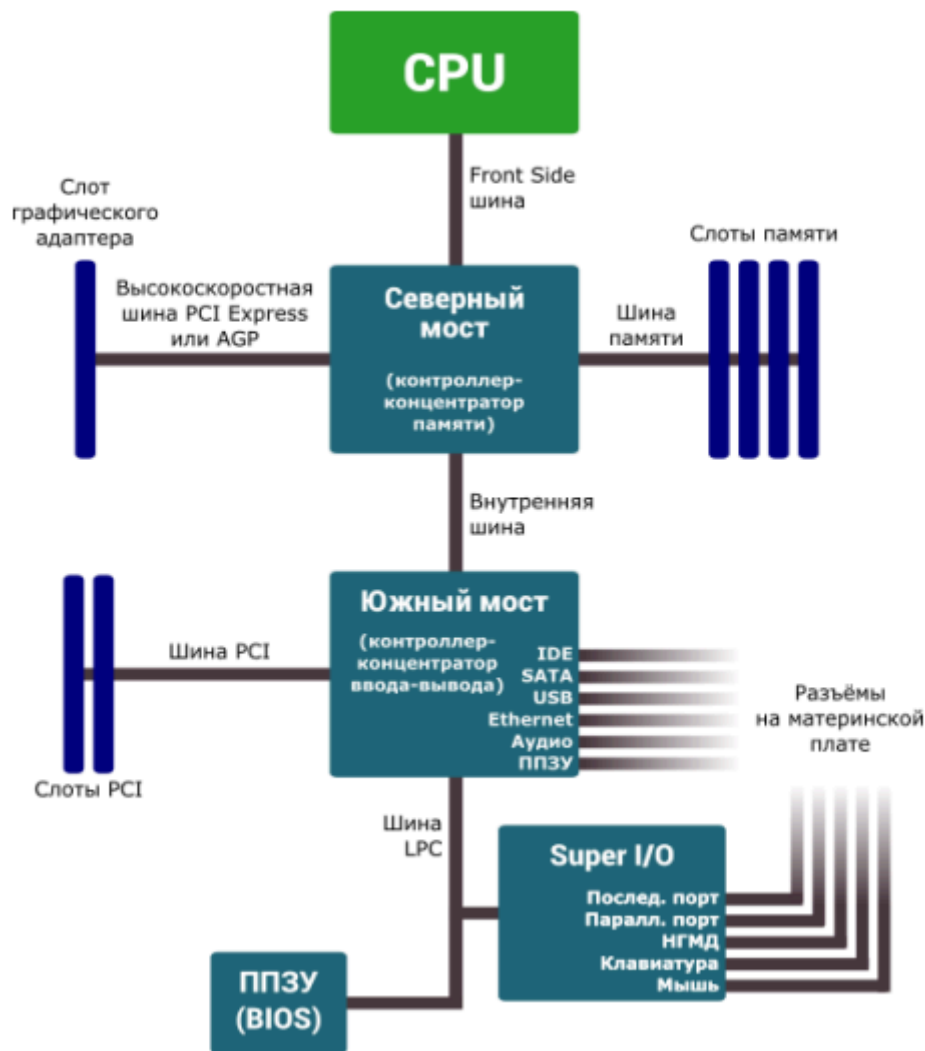 CPU
Front Side
шина
Слот
графического
адаптера
Слоты памяти
Высокоскоростная
шина PCI Express
или AGP
Северный
мост
(контроллер-
концентратор
памяти)
Шина
памяти
Внутренняя
шина
Южный мост
(контроллер-
концентратор
ввода-вывода)
IDE
SATA
USB
Ethernet
Аудио
ППЗУ
Шина PCI
Слоты PCI
Разъёмы
на материнской
плате
Шина
LPC
Super I/O
Послед. порт
Паралл. порт
НГМД
Клавиатура
Мышь
ППЗУ
(BIOS)